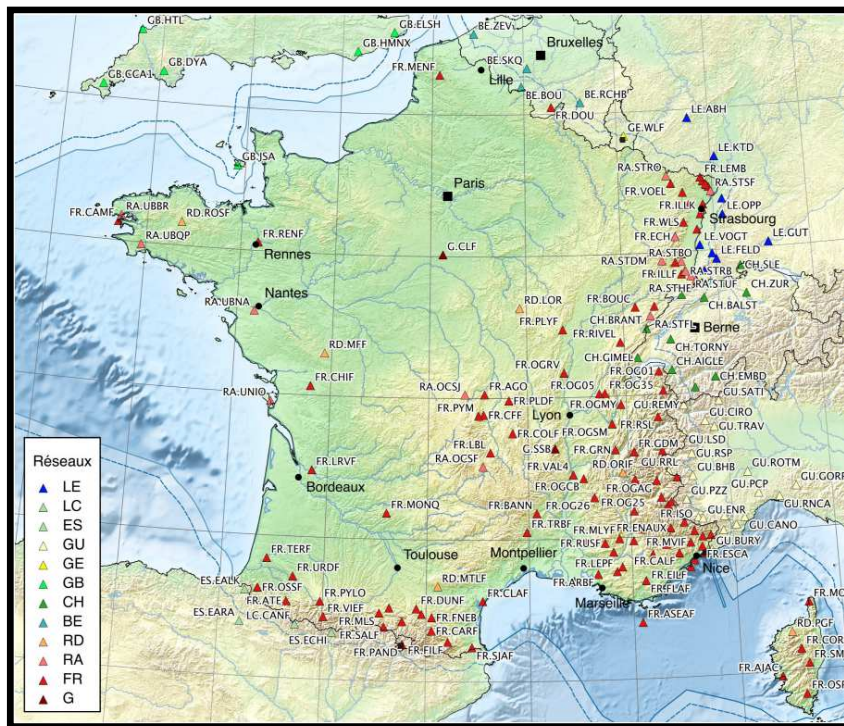 GB.HTL
GB.ELSH
BE.ZEV
GB.HMNX
Bruxelles
GB.DYA
BE.SKQ
GB.CCA1
FR.MENF
Lille
BE.BOU
BE.RCHB
FR.DOU
LE.ABH
GE.WLF
GB.JSA
LE.KTD
RA.STRO
FR.LEMB
RA.STSF
FR.VOEL
Paris
LE.OPP
RA.UBBR
FR.ILLK
FR.CAMF
RD.ROSF
Strasbourg
FR.WLS
FR.RENF
FR.ECH
LE.VOGT
LE.GUT
RA.UBQP
Rennes
G.CLF
LE.FELD
RA.STDM
RA.STBO
CH.SLE
FR.ILLF
RA.STRB
RA.STHE
RA.STUF
CH.ZUR
Nantes
RA.UBNA
RD.LOR
FR.BOUC
CH.BALST
FR.PLYF
CH.BRANT
RA.STFL
Berne
FR.RIVEL
CH.TORNY
RD.MFF
CH.GIMEL
CH.AIGLE
FR.OGRV
FR.OG01
CH.EMBD
FR.CHIF
RA.OCSJ
FR.AGO
FR.OG05
FR.OG35
GU.SATI
RA.UNIO
FR.PLDF
FR.OGMY
GU.REMY
FR.PYM
FR.CFF
Lyon
GU.CIRO
FR.RSL
GU.TRAV
FR.COLF
FR.OGSM
GU.LSD
FR.LBL
G.SSB
FR.GRN
FR.GDM
GU.RSP
Réseaux
FR.LRVF
RA.OCSF
FR.VAL4
RD.ORIF
GU.RRL
GU.BHB
GU.ROTM
Bordeaux
FR.OGCB
FR.OGAG
GU.PCP
GU.GORR
GU.PZZ
LE
LC
ES
GU
GE
GB
CH
BE
RD
RA
FR
G
FR.MONQ
FR.BANN
FR.OG26
FR.OG25
GU.RNCA
FR.ISO
GU.ENR
FR.TRBF
FR.MLYF
FR.ENAUX
GU.CANO
FR.RUSF
FR.MVIF
GU.BURY
FR.TERF
FR.ESCA
Toulouse
Montpellier
FR.LEPF
FR.CALF
Nice
FR.URDF
ES.EALK
FR.OSSF
RD.MTLF
FR.ARBF
FR.EILF
FR.PYLO
FR.CLAF
Marseille
FR.FLAF
FR.ATE
FR.VIEF
FR.DUNF
ES.EARA
LC.CANF
FR.MLS
FR.FNEB
FR.ASEAF
ES.ECHI
FR.SALF
FR.CARF
RD.PGF
FR.PAND
FR.FILF
FR.SJAF
FR.COR
FR.SM
FR.AJAC